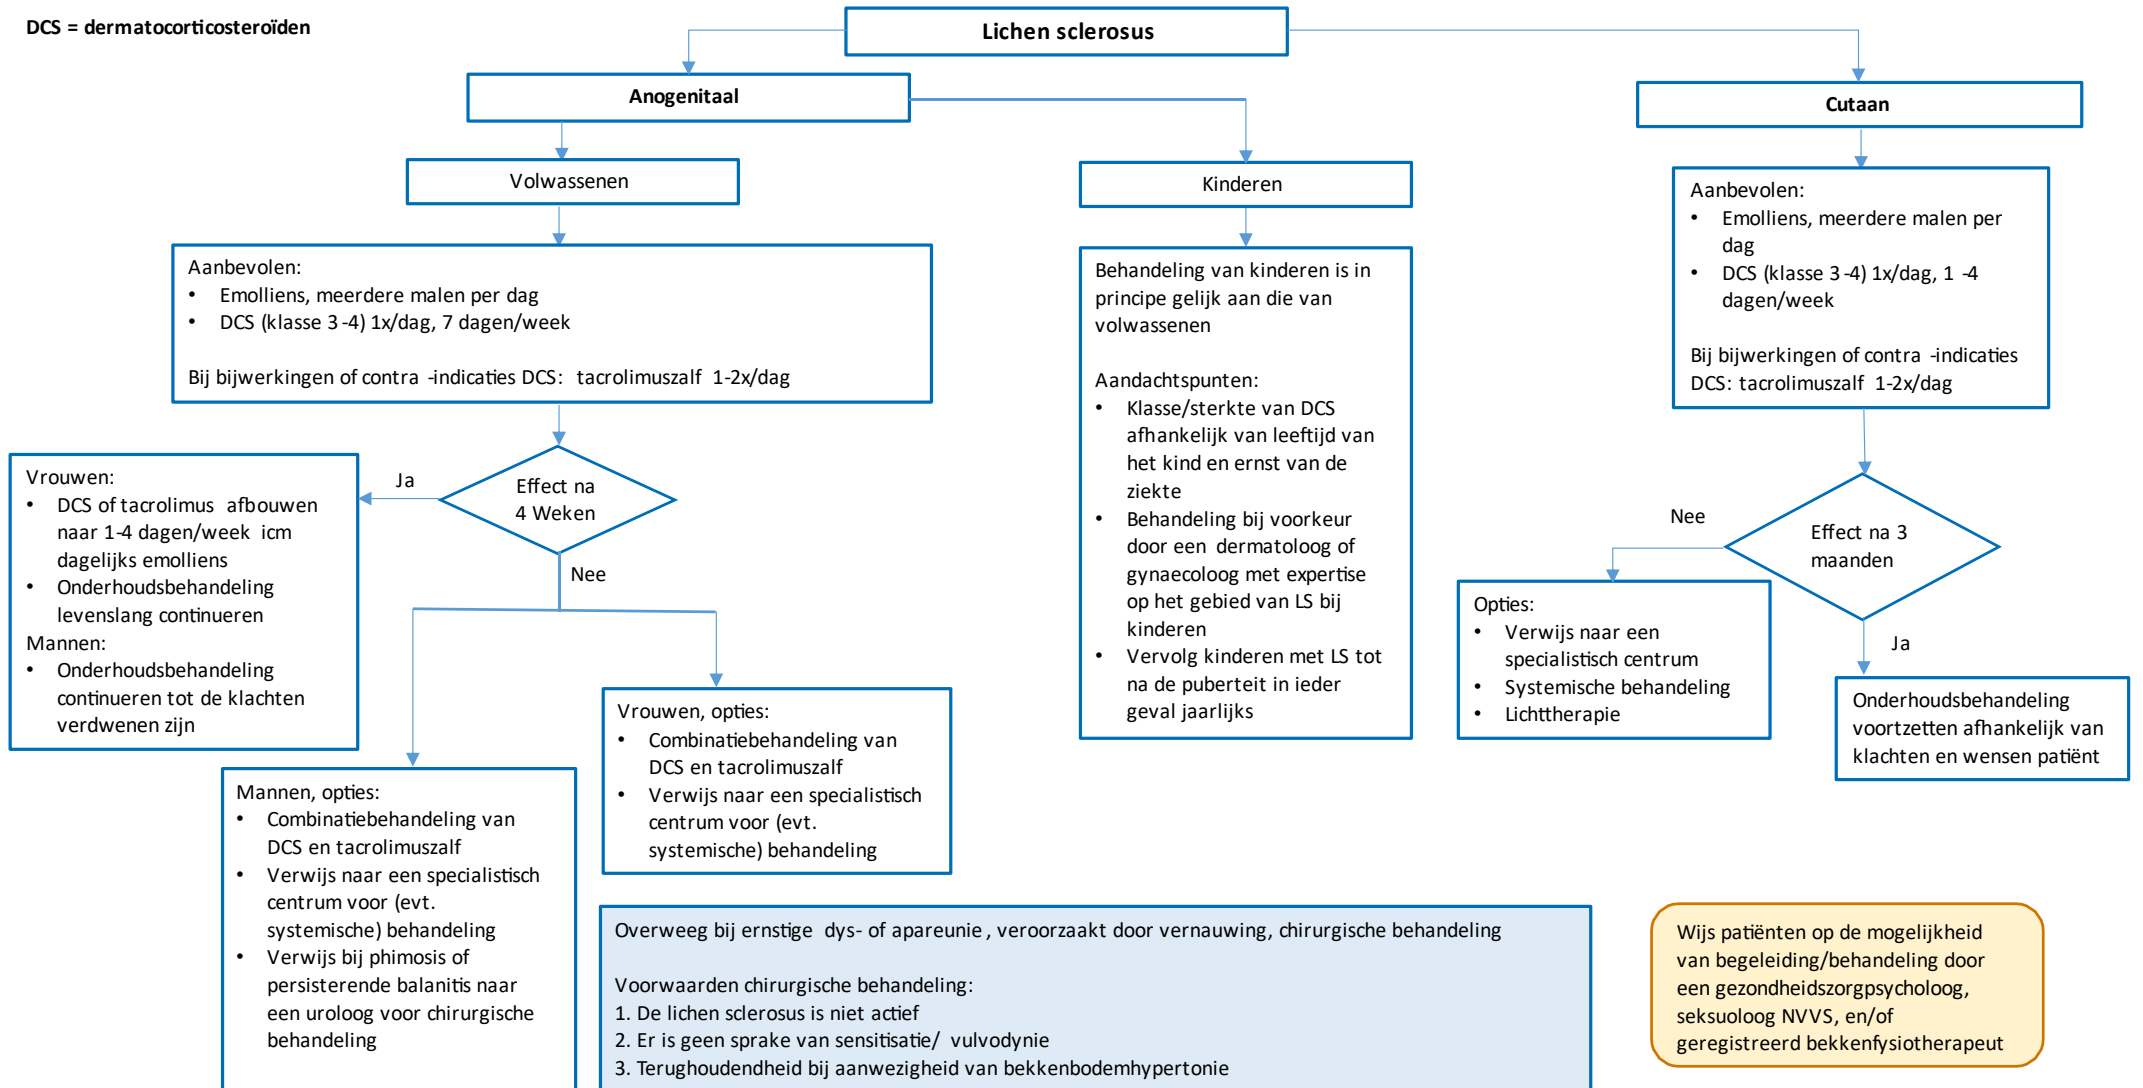 DCS = dermatocorticosteroïden
Lichen sclerosus
Anogenitaal
Cutaan
Volwassenen
Kinderen
Aanbevolen:
• Emolliens, meerdere malen per dag
• DCS (klasse 3-4) 1x/dag, 7 dagen/week
Bij bijwerkingen of contra-indicaties DCS: tacrolimuszalf 1-2x/dag
Effect na
4 Weken
Ja
Nee
Vrouwen:
• DCS of tacrolimus afbouwen
naar 1-4 dagen/week icm
dagelijks emolliens
• Onderhoudsbehandeling
levenslang continueren
Mannen:
• Onderhoudsbehandeling
continueren tot de klachten
verdwenen zijn
Mannen, opties:
• Combinatiebehandeling van
DCS en tacrolimuszalf
• Verwijs naar een specialistisch
centrum voor (evt.
systemische) behandeling
• Verwijs bij phimosis of
persisterende balanitis naar
een uroloog voor chirurgische
behandeling
Vrouwen, opties:
• Combinatiebehandeling van
DCS en tacrolimuszalf
• Verwijs naar een specialistisch
centrum voor (evt.
systemische) behandeling
Behandeling van kinderen is in
principe gelijk aan die van
volwassenen
Aandachtspunten:
• Klasse/sterkte van DCS
afhankelijk van leeftijd van
het kind en ernst van de
ziekte
• Behandeling bij voorkeur
door een dermatoloog of
gynaecoloog met expertise
op het gebied van LS bij
kinderen
• Vervolg kinderen met LS tot
na de puberteit in ieder
geval jaarlijks
Aanbevolen:
• Emolliens, meerdere malen per
dag
• DCS (klasse 3-4) 1x/dag, 1-4
dagen/week
Bij bijwerkingen of contra-indicaties
DCS: tacrolimuszalf 1-2x/dag
Effect na 3
maanden
Nee
Ja
Opties:
• Verwijs naar een
specialistisch centrum
• Systemische behandeling
• Lichttherapie
Onderhoudsbehandeling
voortzetten afhankelijk van
klachten en wensen patiënt
Overweeg bij ernstige dys- of apareunie, veroorzaakt door vernauwing, chirurgische behandeling
Voorwaarden chirurgische behandeling:
1. De lichen sclerosus is niet actief
2. Er is geen sprake van sensitisatie/ vulvodynie
3. Terughoudendheid bij aanwezigheid van bekkenbodemhypertonie
Wijs patiënten op de mogelijkheid
van begeleiding/behandeling door
een gezondheidszorgpsycholoog,
seksuoloog NVVS, en/of
geregistreerd bekkenfysiotherapeut